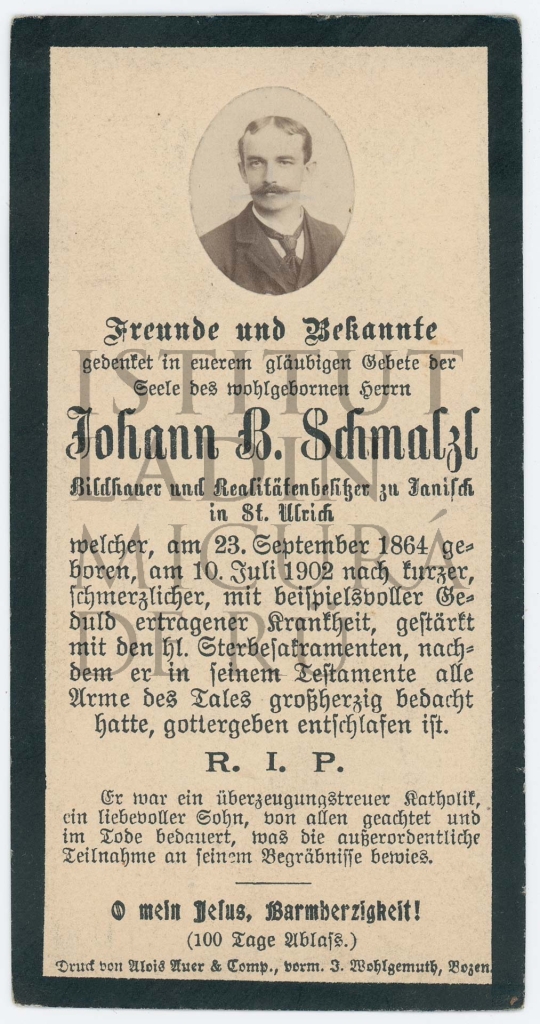 Freunde und Bekannte
gedenket in euerem gläubigen Gebete der
Seele des wohlgebornen Herrn
Johann B. Schmalzl
Bildhauer und Realitätenbesitzer zu Janisch
in St. Ulrich
welcher, am 23. September 1864 ge-
boren, am 10. Juli 1902 nach kurzer,
schmerzlicher, mit beispielsvoller Ge-
duld ertragener Krankheit, gestärkt
mit den hl. Sterbesakramenten, nach-
dem er in seinem Testamente alle
Arme des Tales großherzig bedacht
hatte, gottergeben entschlafen ist.
R. I. P.
Er war ein überzeugungstreuer Katholik,
ein liebevoller Sohn, von allen geachtet und
im Tode bedauert, was die außerordentliche
Teilnahme an seinem Begräbnisse bewies.
O mein Jesus, Barmherzigkeit!
(100 Tage Ablass.)
Druck von Alois Auer & Comp., vorm. J. Wohlgemuth, Bozen.
ISTITUT
LADIN
MICURÁ
DE RÜ